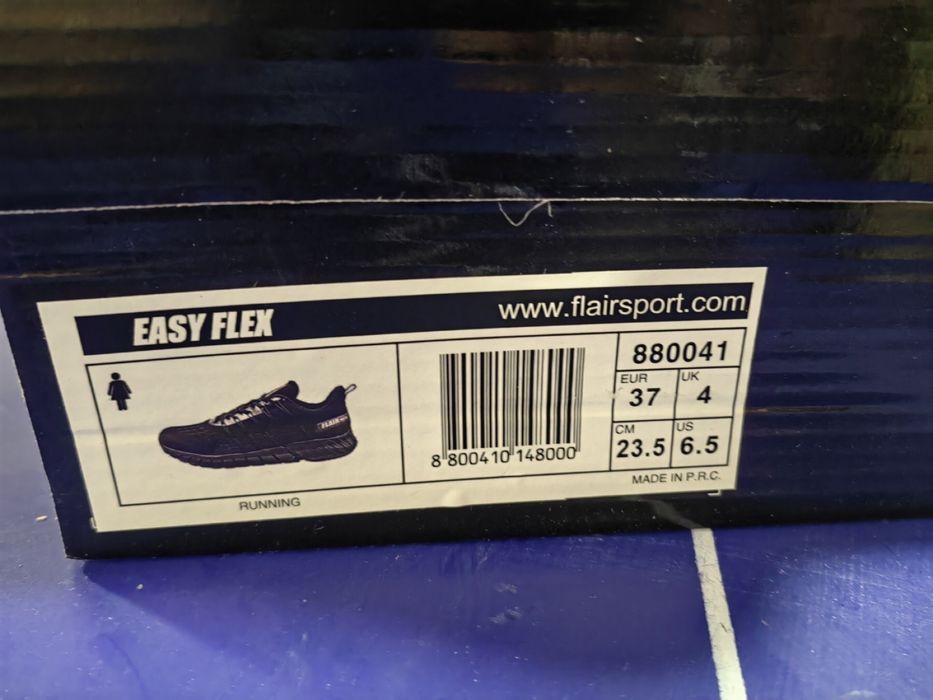 EASY FLEX
www.flairsport.com
FLAIR
8 800410 148000
880041
EUR
37
UK
4
CM
23.5
US
6.5
RUNNING
MADE IN P.R.C.